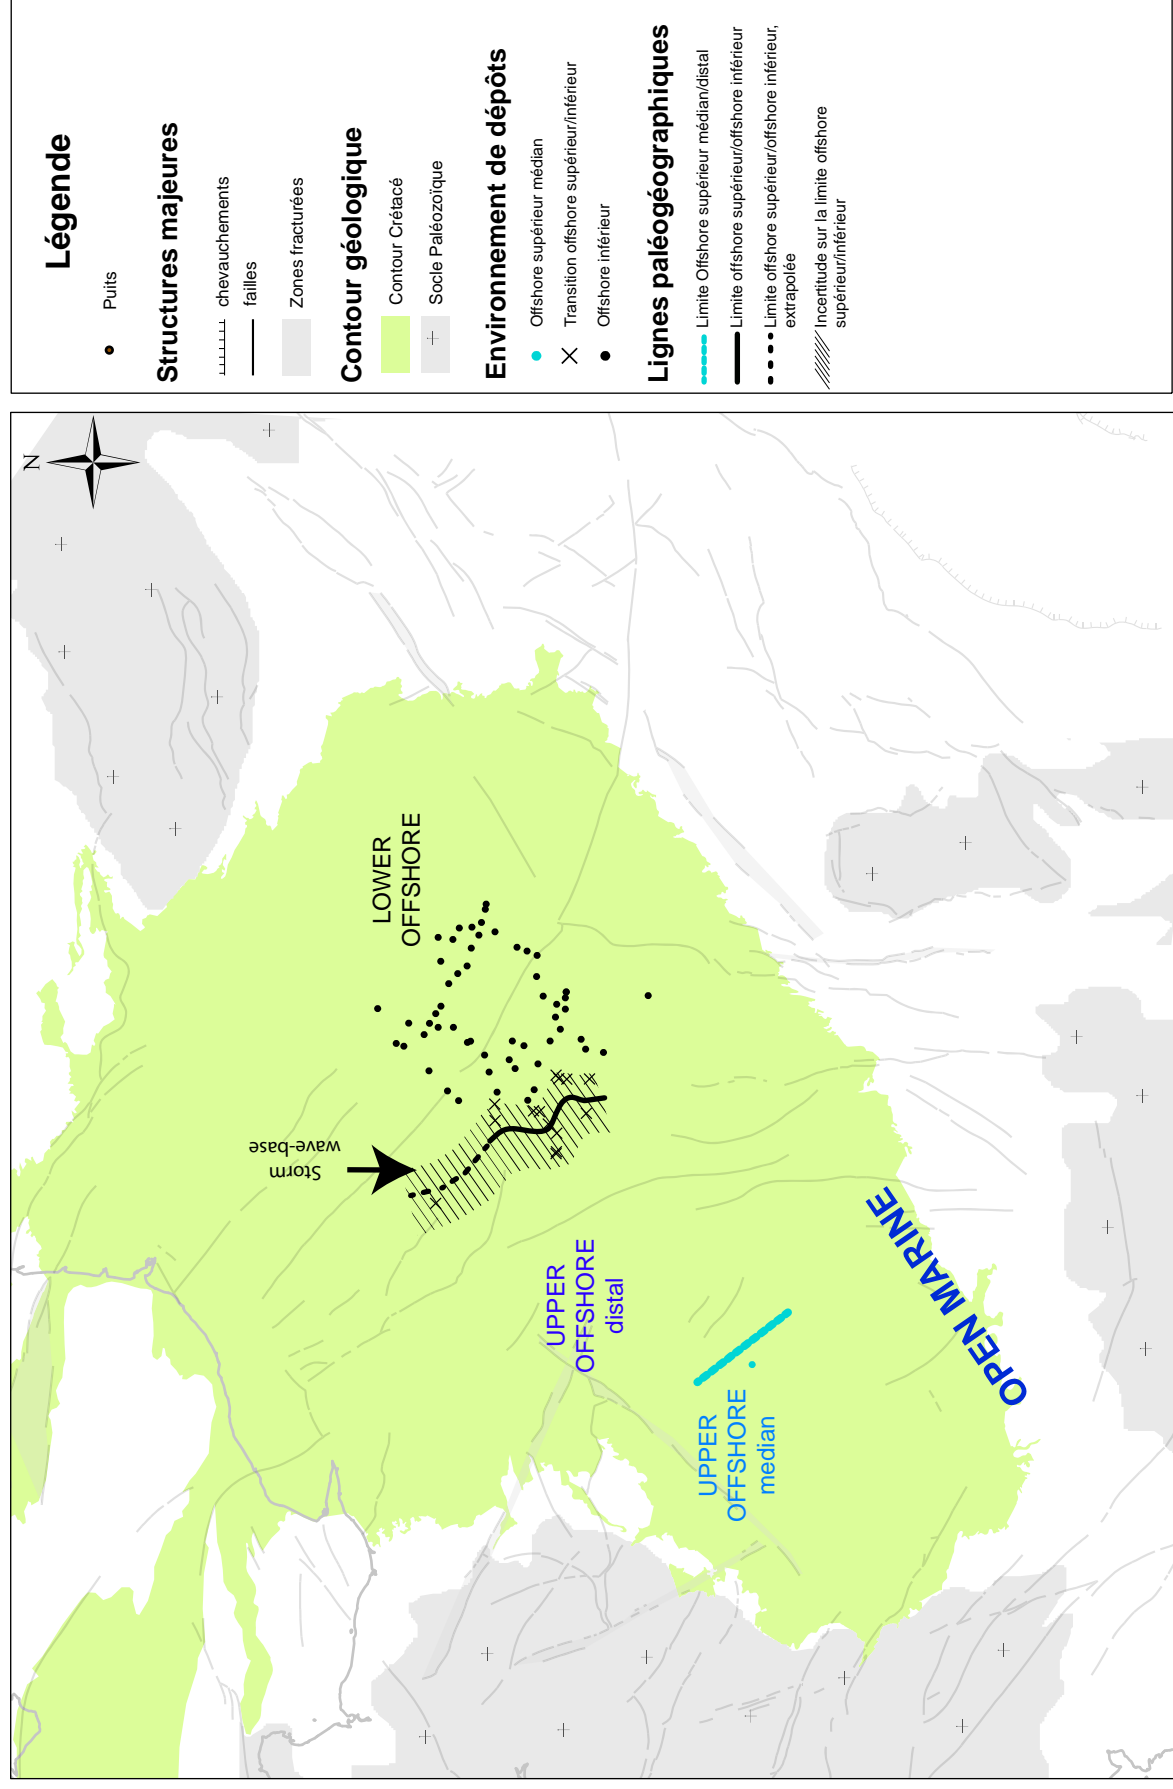 Légende
Puits
Structures majeures
chevauchements
failles
Zones fracturées
Contour géologique
Contour Crétacé
Socle Paléozoïque
Environnement de dépôts
Offshore supérieur médian
Transition offshore supérieur/inférieur
Offshore inférieur
Lignes paléogéographiques
Limite Offshore supérieur médian/distal
Limite offshore supérieur/offshore inférieur
Limite offshore supérieur/offshore inférieur,
extrapolée
Incertitude sur la limite offshore
supérieur/inférieur
N
LOWER
OFFSHORE
Storm
wave-base
UPPER
OFFSHORE
distal
UPPER
OFFSHORE
median
OPEN MARINE